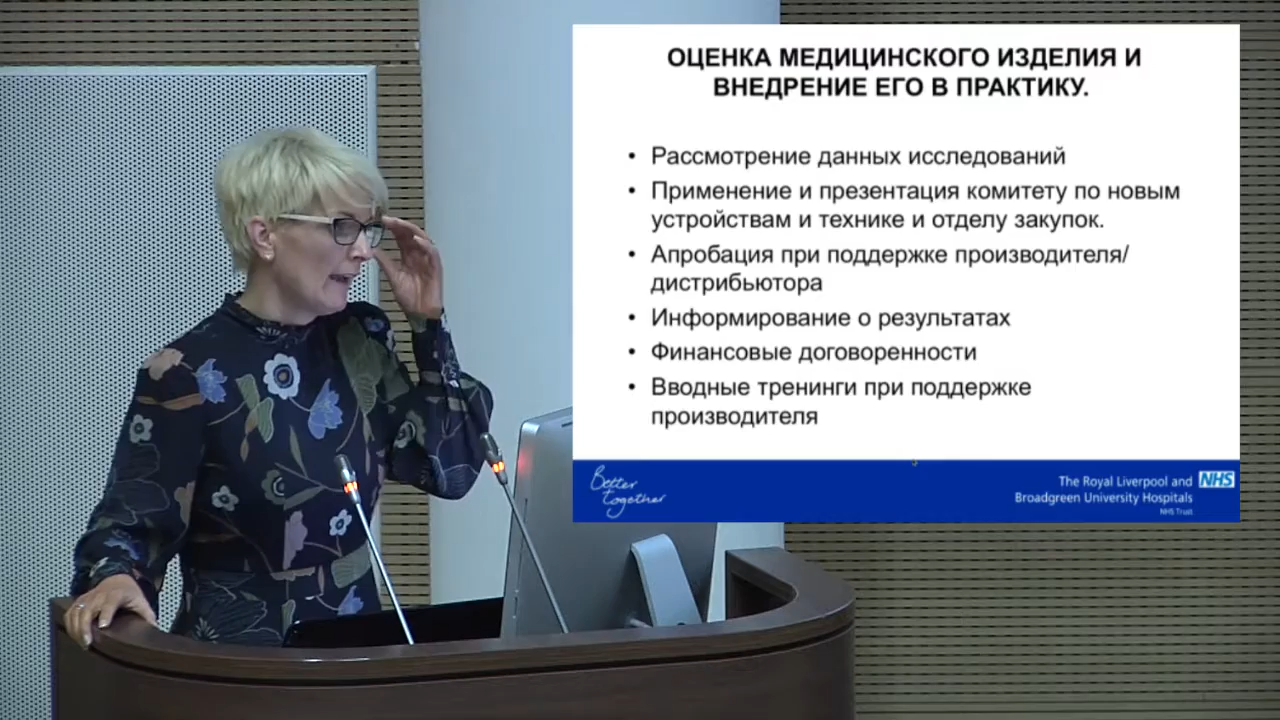 ОЦЕНКА МЕДИЦИНСКОГО ИЗДЕЛИЯ И
ВНЕДРЕНИЕ ЕГО В ПРАКТИКУ.
• Рассмотрение данных исследований
• Применение и презентация комитету по новым
устройствам и технике и отделу закупок.
• Апробация при поддержке производителя/
дистрибьютора
• Информирование о результатах
• Финансовые договоренности
• Вводные тренинги при поддержке
производителя
Better
together
The Royal Liverpool and NHS
Broadgreen University Hospitals
NHS Trust